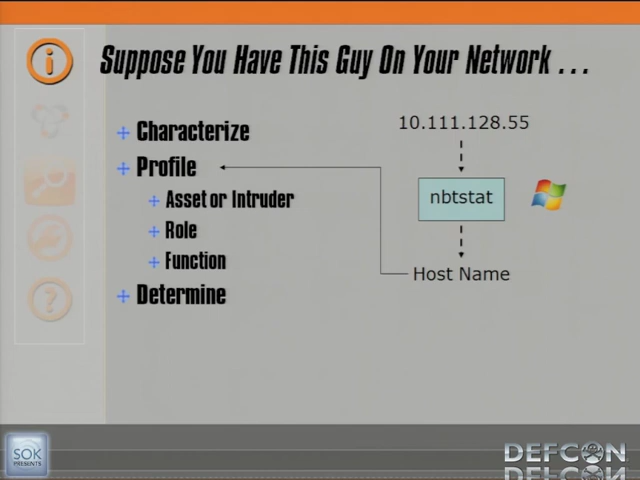 Suppose You Have This Guy On Your Network . . .
Characterize
Profile
Asset or Intruder
Role
Function
Determine
10.111.128.55
nbtstat
Host Name
SOK
PRESENTS
DEFCON